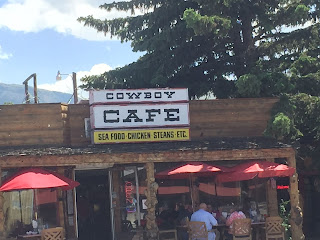 COWBOY
CAFE
SEA FOOD-CHICKEN STEAKS-ETC.